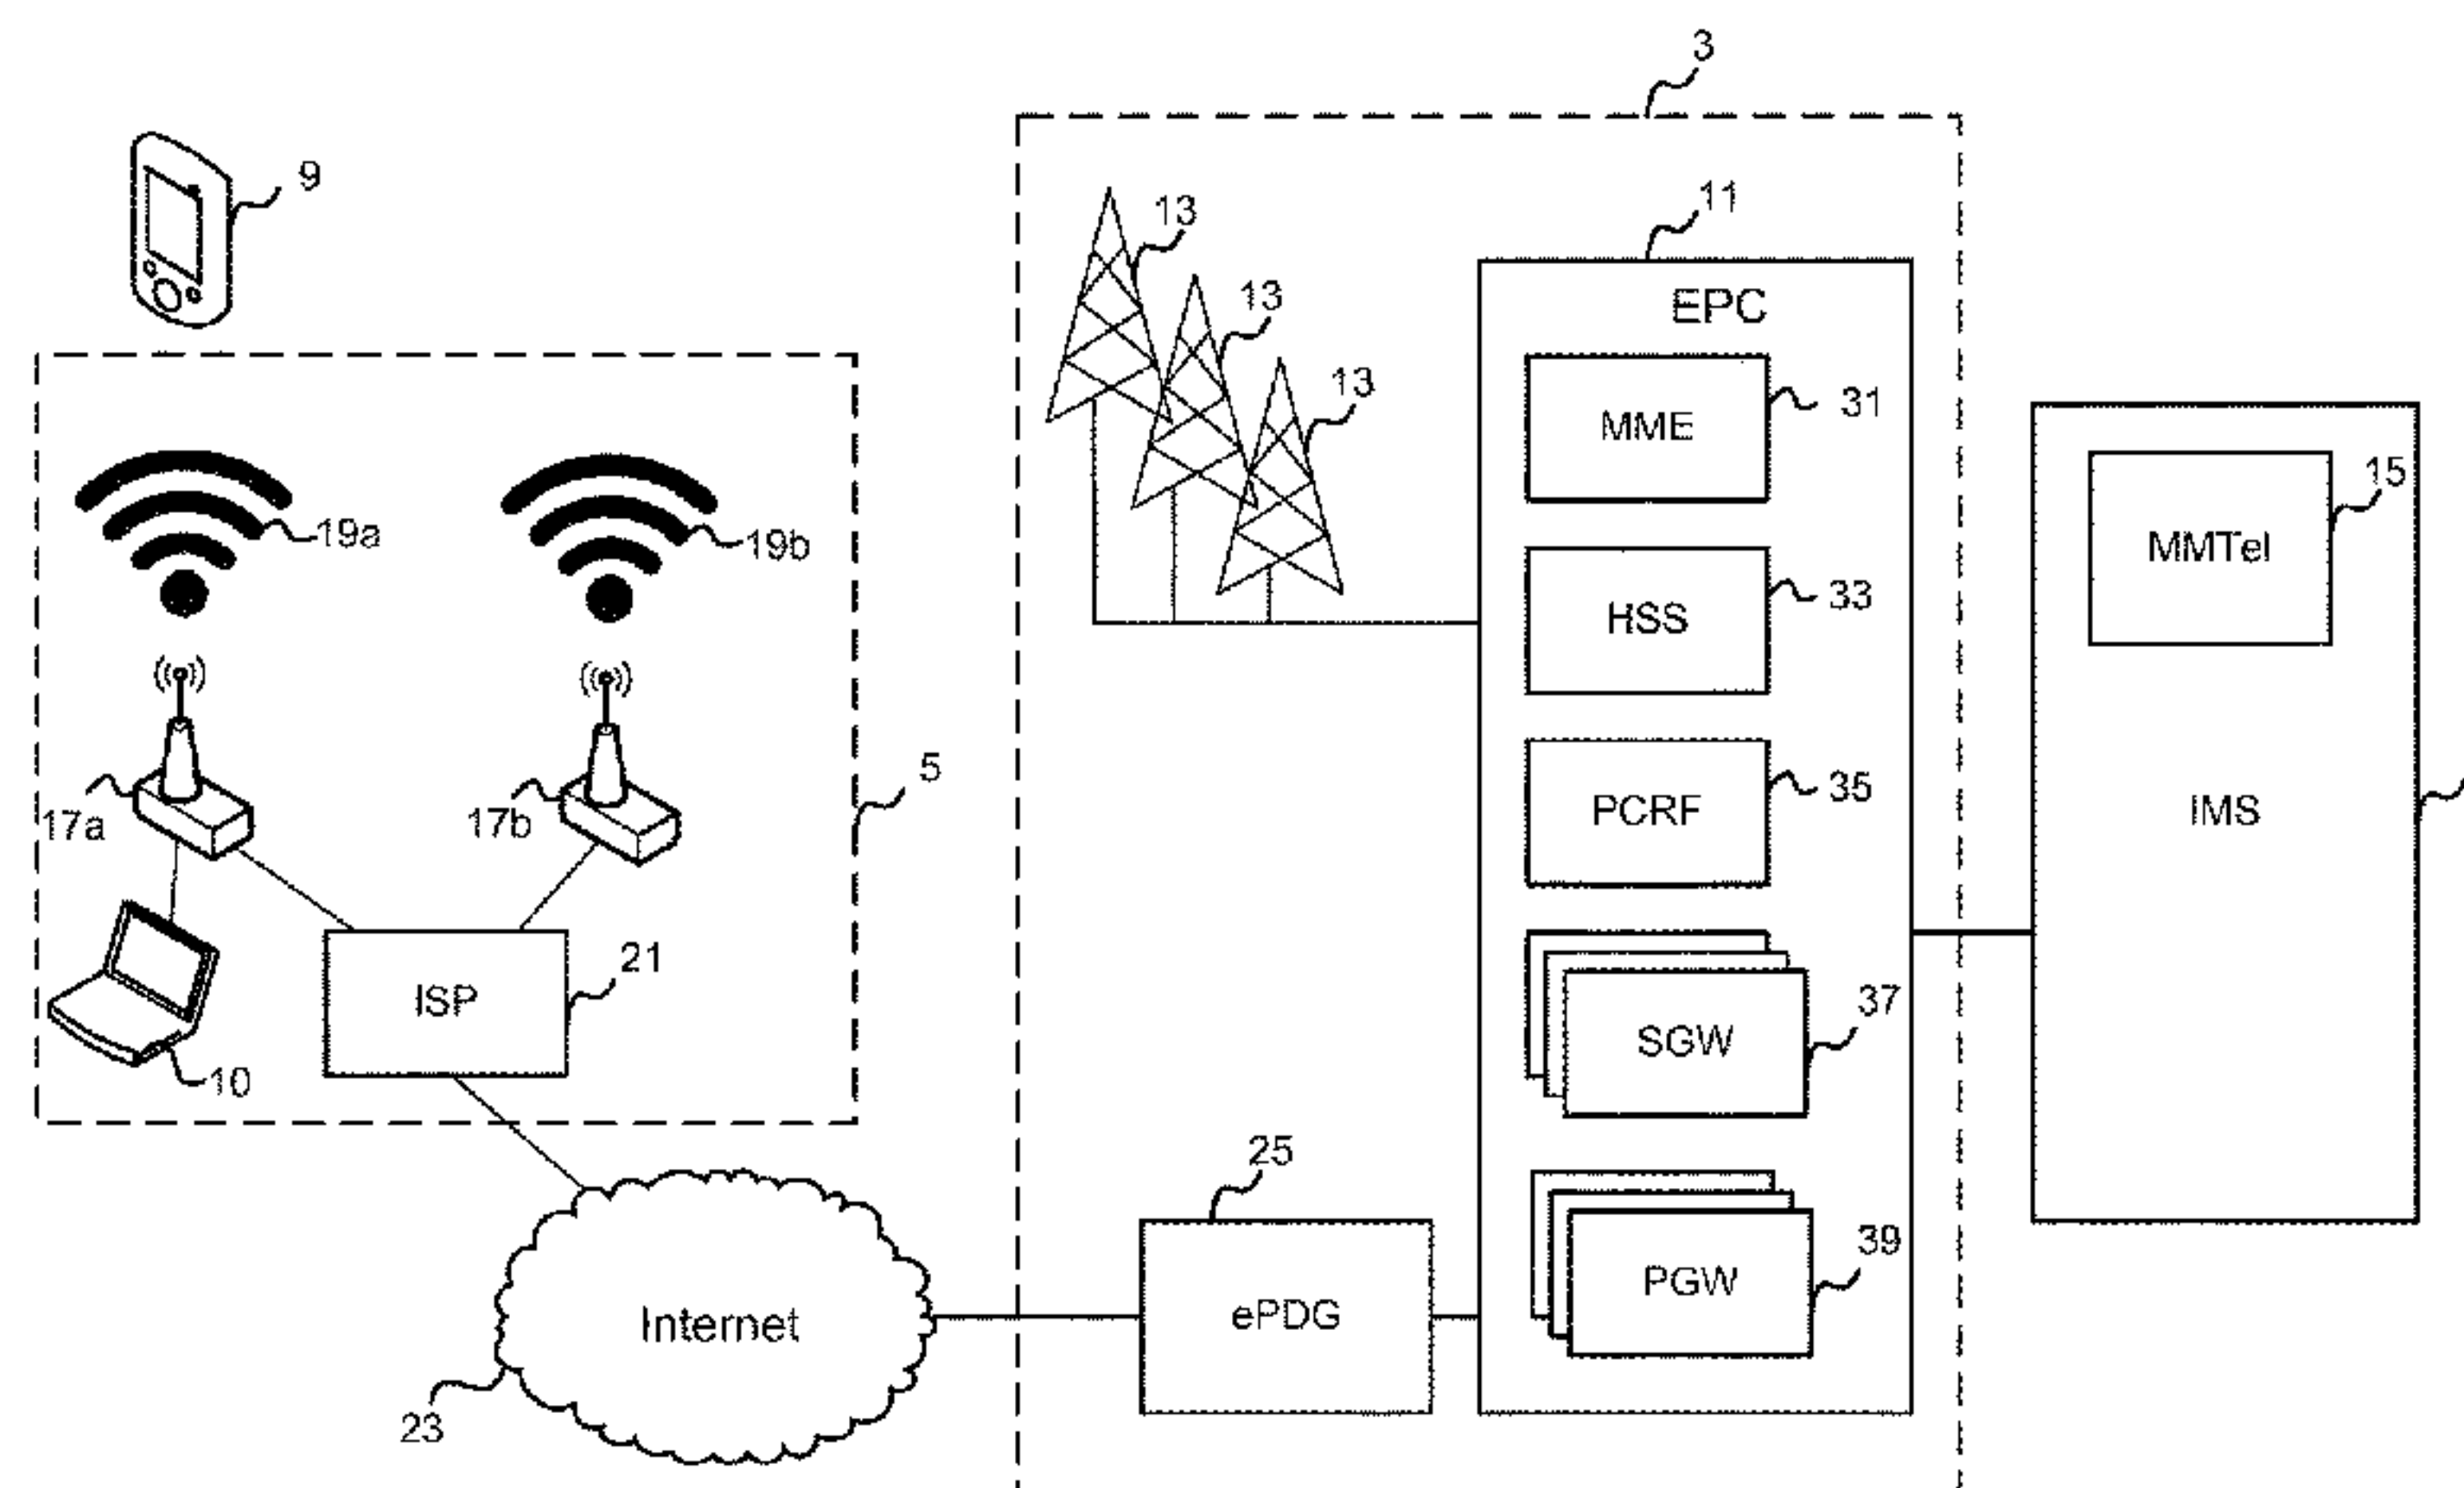 3
9
13
11
13
EPC
13
MME
31
15
MMTel
19a
19b
HSS
33
5
PCRF
35
IMS
17a
17b
21
ISP
37
SGW
10
25
39
PGW
ePDG
Internet
23